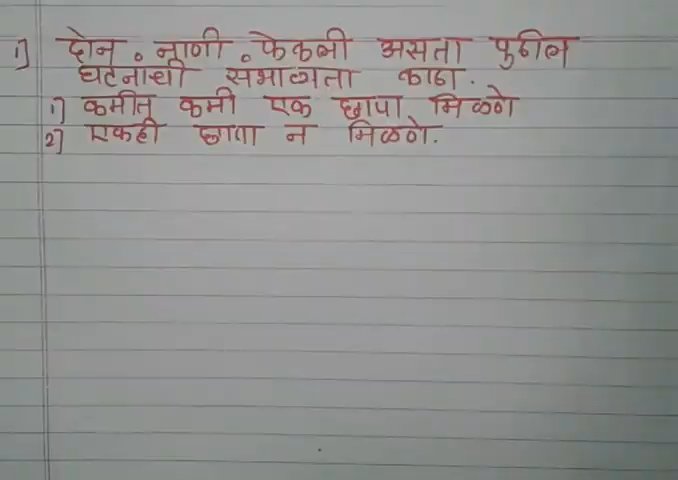 1] दोन नाणी फेकली असता पुढील
घटनांची संभाव्यता काढा.
1] कमीत कमी एक छापा मिळणे
2] एकही छापा न मिळणे.